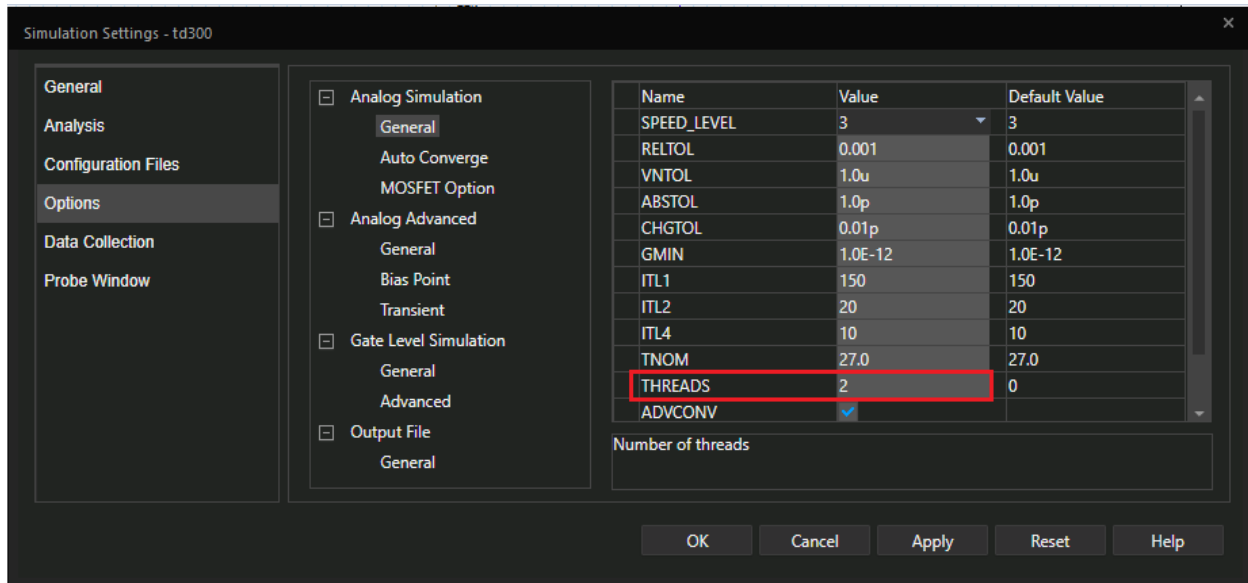 Simulation Settings - td300
General
Analysis
Configuration Files
Options
Data Collection
Probe Window
Analog Simulation
General
Auto Converge
MOSFET Option
Analog Advanced
General
Bias Point
Transient
Gate Level Simulation
General
Advanced
Output File
General
Name Value Default Value
SPEED_LEVEL 3 3
RELTOL 0.001 0.001
VNTOL 1.0u 1.0u
ABSTOL 1.0p 1.0p
CHGTOL 0.01p 0.01p
GMIN 1.0E-12 1.0E-12
ITL1 150 150
ITL2 20 20
ITL4 10 10
TNOM 27.0 27.0
THREADS 2 0
ADVCONV
Number of threads
OK Cancel Apply Reset Help